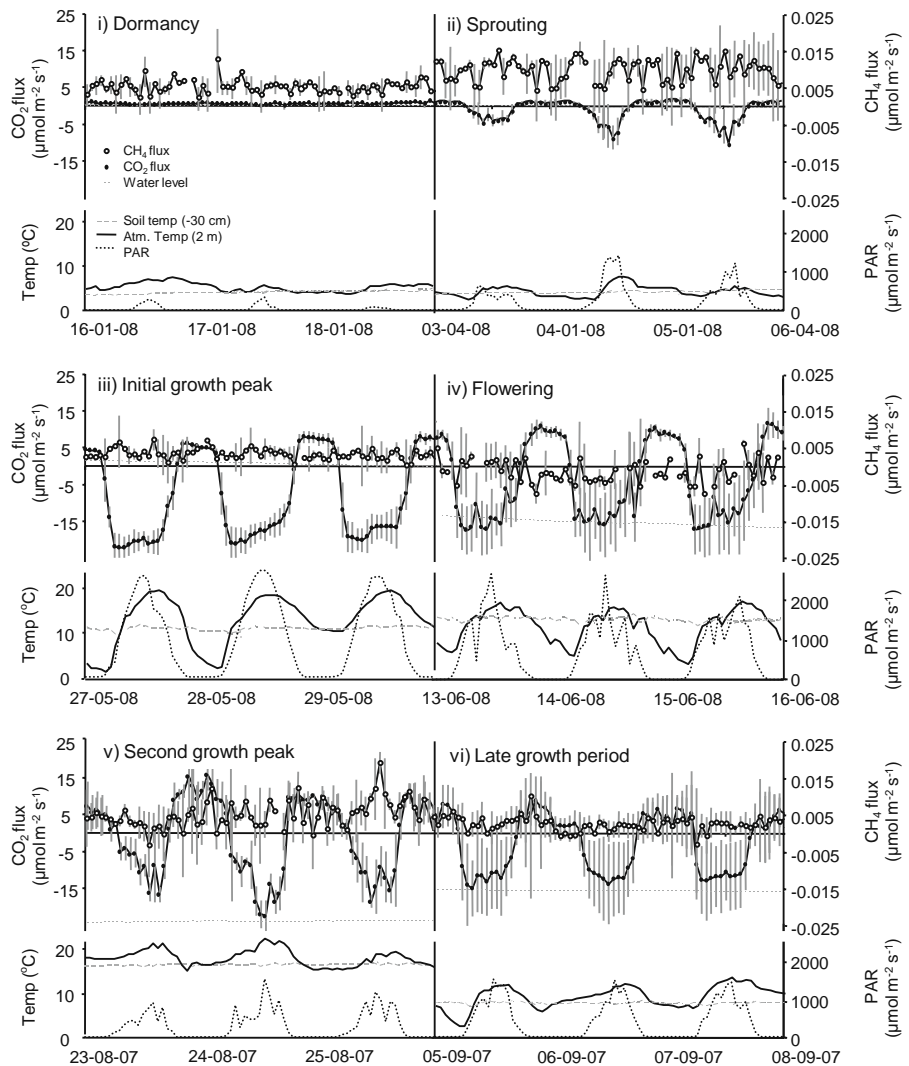 i) Dormancy
ii) Sprouting
25
15
5
-5
-15
CO2 flux
(µmol m−2 s−1)
0.025
0.015
0.005
-0.005
-0.015
-0.025
CH4 flux
(µmol m−2 s−1)
CH4 flux
CO2 flux
Water level
Soil temp (-30 cm)
Atm. Temp (2 m)
PAR
20
10
0
Temp (ºC)
2000
1000
0
PAR
(µmol m−2 s−1)
16-01-08 17-01-08 18-01-08 03-04-08 04-01-08 05-01-08 06-04-08
iii) Initial growth peak
iv) Flowering
25
15
5
-5
-15
CO2 flux
(µmol m−2 s−1)
0.025
0.015
0.005
-0.005
-0.015
-0.025
CH4 flux
(µmol m−2 s−1)
20
10
0
Temp (°C)
2000
1000
0
PAR
(µmol m−2 s−1)
27-05-08 28-05-08 29-05-08 13-06-08 14-06-08 15-06-08 16-06-08
v) Second growth peak
vi) Late growth period
25
15
5
-5
-15
CO2 flux
(µmol m−2 s−1)
0.025
0.015
0.005
-0.005
-0.015
-0.025
CH4 flux
(µmol m−2 s−1)
20
10
0
Temp (°C)
2000
1000
0
PAR
(µmol m−2 s−1)
23-08-07 24-08-07 25-08-07 05-09-07 06-09-07 07-09-07 08-09-07